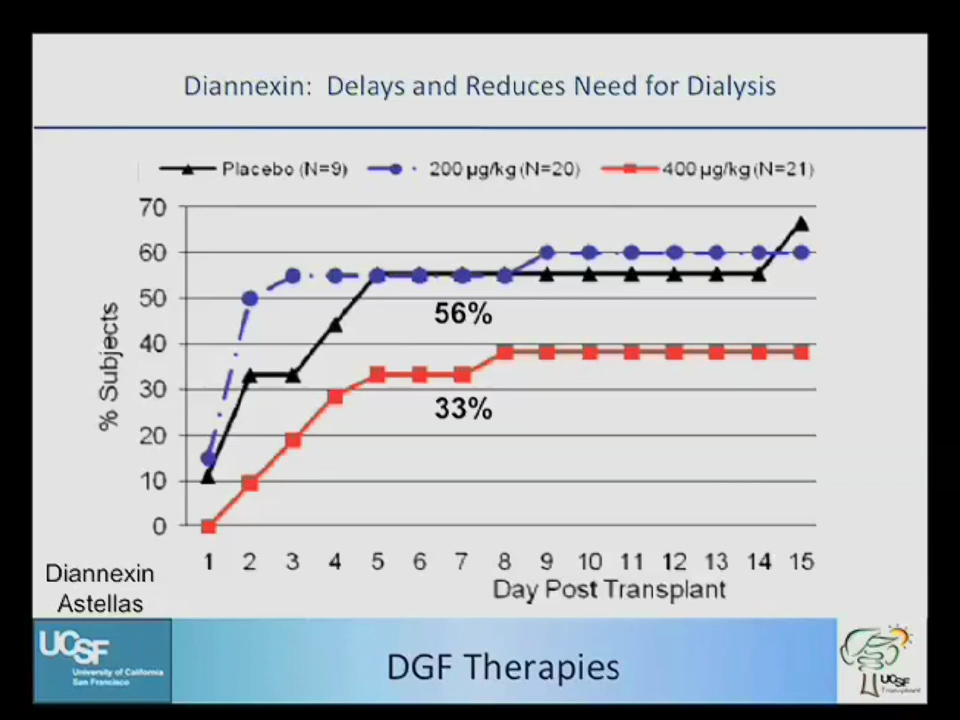 Diannexin: Delays and Reduces Need for Dialysis
Placebo (N=9) 200 µg/kg (N=20) 400 µg/kg (N=21)
70
60
50
40
30
20
10
0
% Subjects
56%
33%
1 2 3 4 5 6 7 8 9 10 11 12 13 14 15
Day Post Transplant
Diannexin
Astellas
UCSF
University of California
San Francisco
DGF Therapies
UCSF
Transplant